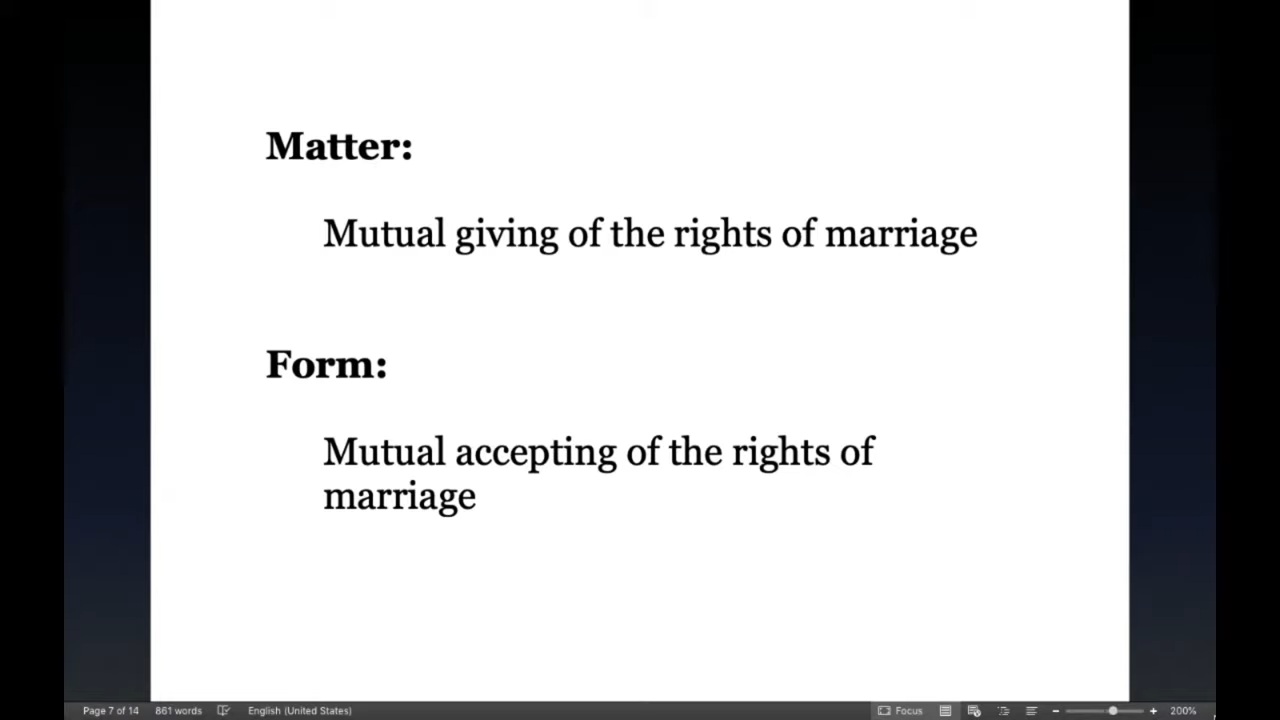 Matter:
Mutual giving of the rights of marriage
Form:
Mutual accepting of the rights of
marriage
Page 7 of 14 861 words English (United States) Focus 200%